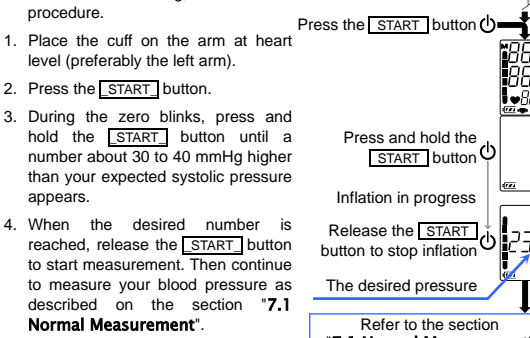 procedure.
1. Place the cuff on the arm at heart
level (preferably the left arm).
2. Press the START button.
3. During the zero blinks, press and
hold the START button until a
number about 30 to 40 mmHg higher
than your expected systolic pressure
appears.
4. When the desired number is
reached, release the START button
to start measurement. Then continue
to measure your blood pressure as
described on the section "7.1
Normal Measurement".
Press the START button
Press and hold the
START button
Inflation in progress
Release the START
button to stop inflation
The desired pressure
Refer to the section